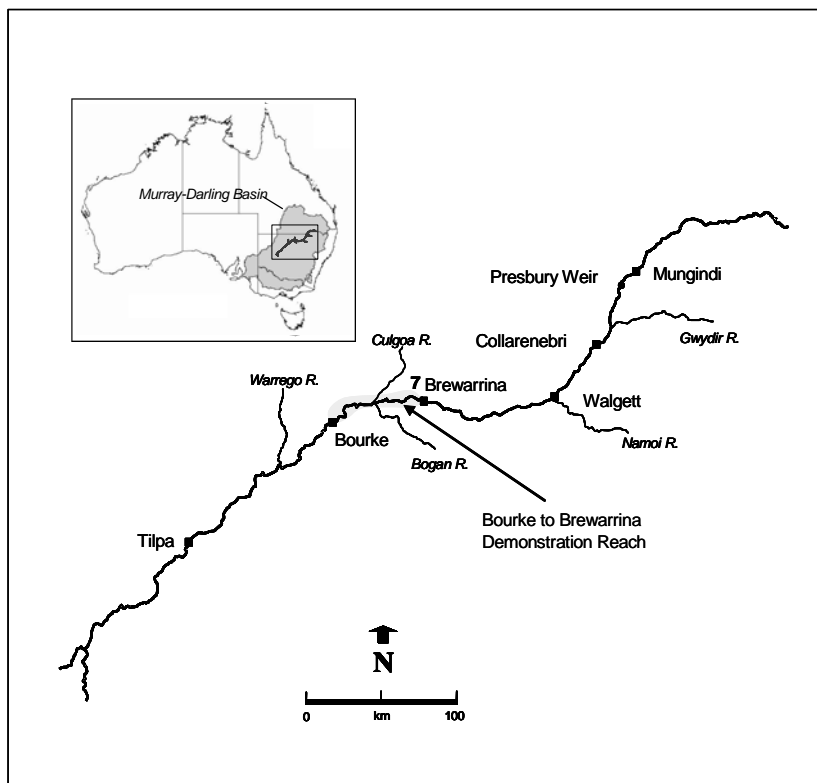 Murray-Darling Basin
Presbury Weir
Mungindi
Gwydir R.
Collarenebri
Culgoa R.
Warrego R.
7 Brewarrina
Walgett
Namoi R.
Bourke
Bogan R.
Bourke to Brewarrina
Demonstration Reach
Tilpa
N
0 km 100